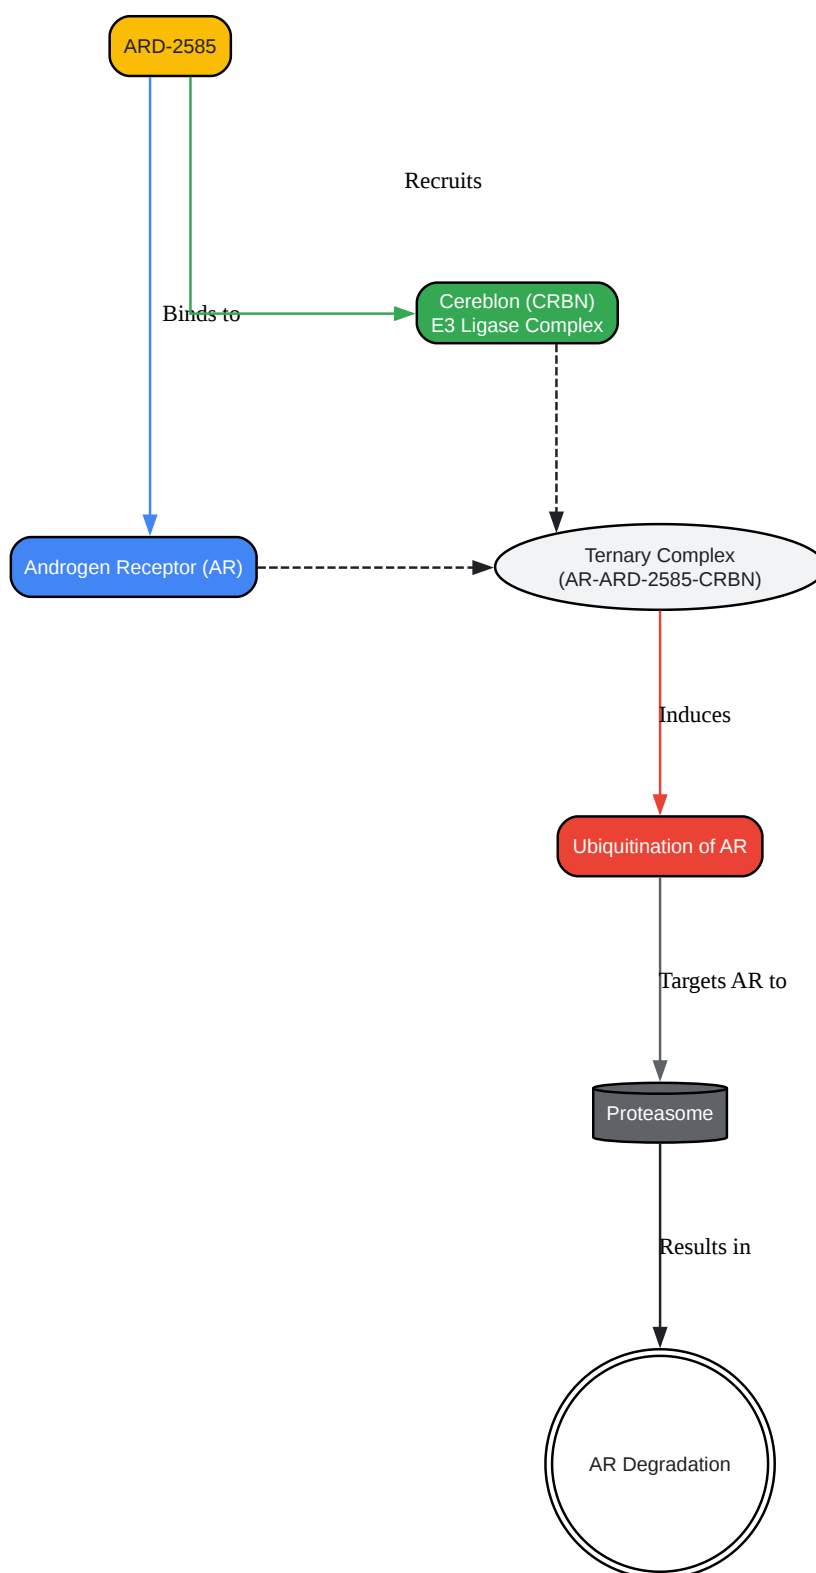 ARD-2585
Recruits
Cereblon (CRBN)
E3 Ligase Complex
Binds to
Androgen Receptor (AR)
Ternary Complex
(AR-ARD-2585-CRBN)
Induces
Ubiquitination of AR
Targets AR to
Proteasome
Results in
AR Degradation